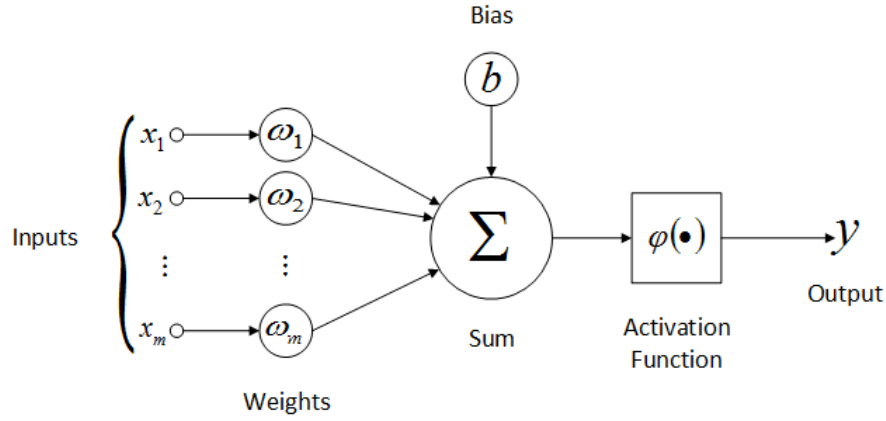 Bias
b
x₁
ω₁
x₂
ω₂
Inputs
Σ
φ(•)
y
⋮
⋮
Output
xₘ
ωₘ
Sum
Activation
Function
Weights